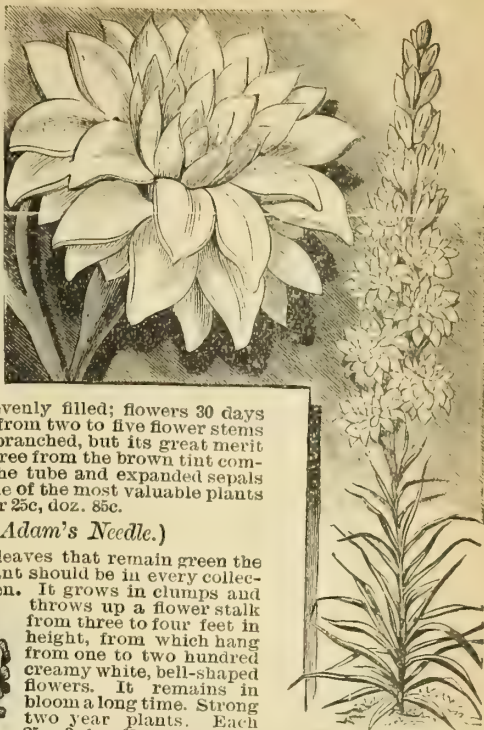 venly filled; flowers 30 days
from two to five flower stems
branched, but its great merit
ree from the brown tint com-
he tube and expanded sepals
e of the most valuable plants
r 25c, doz. 85c.
Adam's Needle.)
leaves that remain green the
nt should be in every collec-
en. It grows in clumps and
throws up a flower stalk
from three to four feet in
height, from which hang
from one to two hundred
creamy white, bell-shaped
flowers. It remains in
bloom a long time. Strong
two year plants. Each